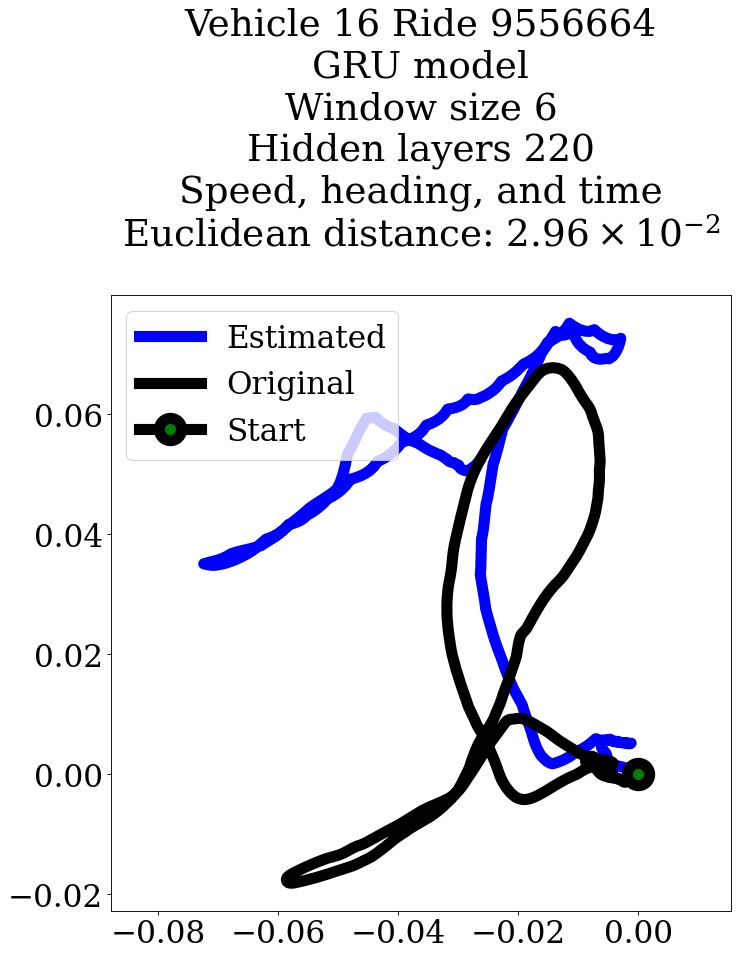 Vehicle 16 Ride 9556664
GRU model
Window size 6
Hidden layers 220
Speed, heading, and time
Euclidean distance: 2.96 × 10⁻²
Estimated
Original
Start
0.06
0.04
0.02
0.00
−0.02
−0.08 −0.06 −0.04 −0.02 0.00